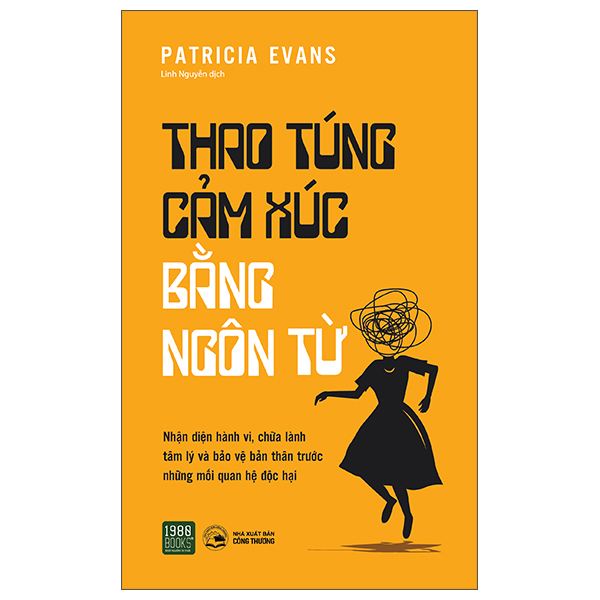 PATRICIA EVANS
Linh Nguyễn dịch
THAO TÚNG
CẢM XÚC
BẰNG
NGÔN TỪ
Nhận diện hành vi, chữa lành
tâm lý và bảo vệ bản thân trước
những mối quan hệ độc hại
1980
BOOKS
NHÀ XUẤT BẢN
CÔNG THƯƠNG